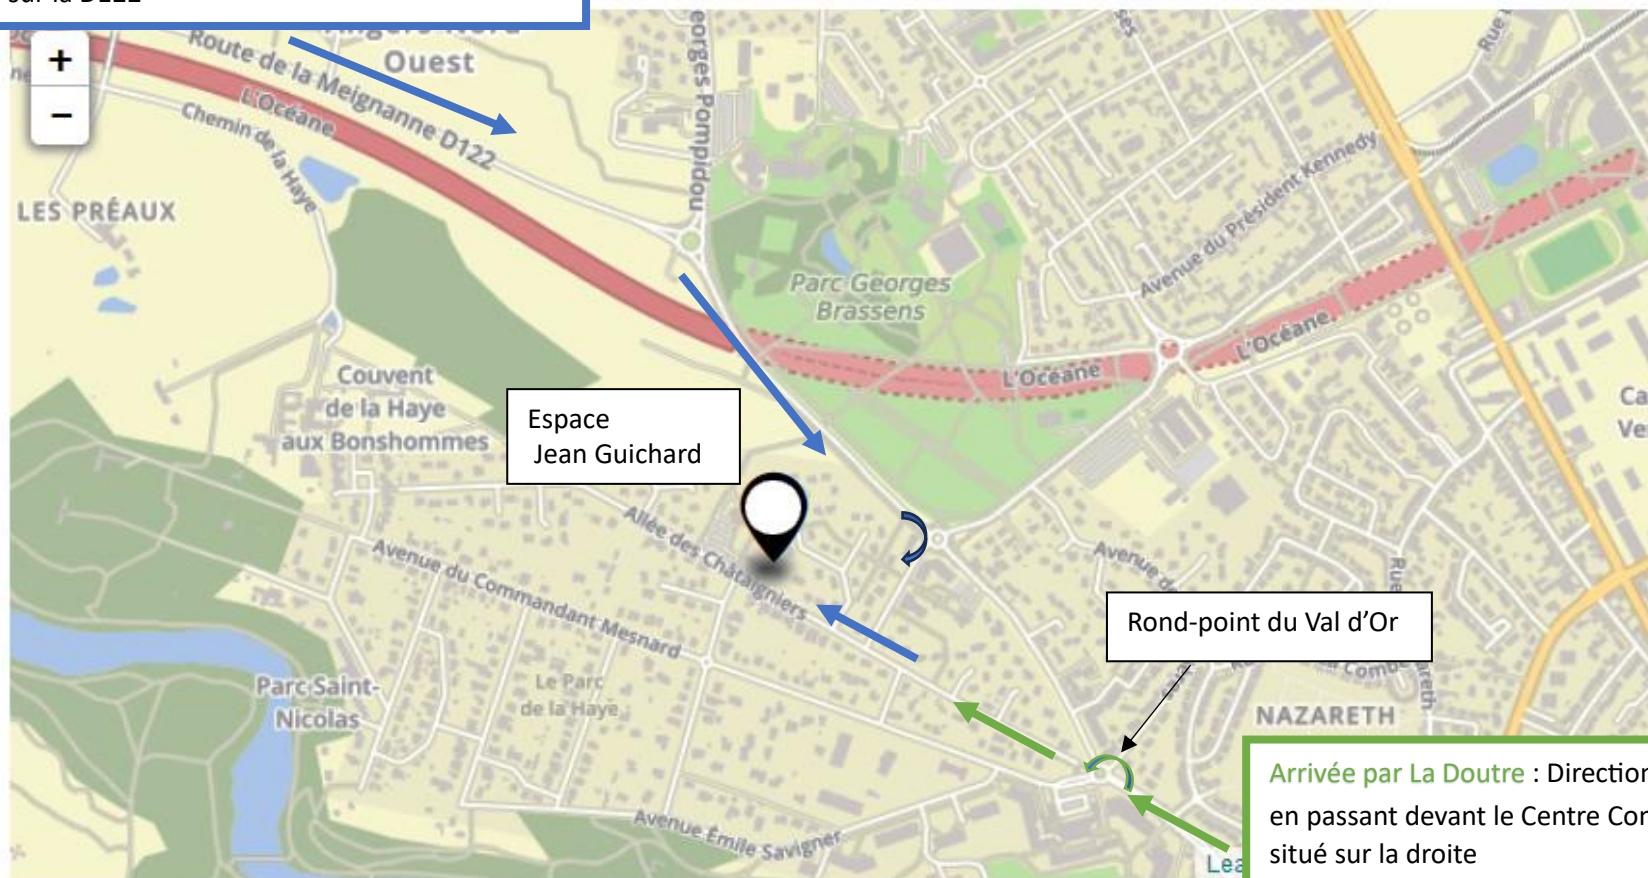 sur la D122
+
−
Route de la Meignanne D122
Ouest
L'Océane
Chemin de la Haye
Georges Pompidou
LES PRÉAUX
Parc Georges
Brassens
Avenue du Président Kennedy
L'Océane
L'Océane
Couvent
de la Haye
aux Bonshommes
Espace
Jean Guichard
Allée des Châtaigniers
Avenue du Commandant Mesnard
Avenue de
Rue
Rond-point du Val d'Or
Parc Saint-
Nicolas
Le Parc
de la Haye
NAZARETH
Avenue Émile Savigner
Arrivée par La Doutre : Direction
en passant devant le Centre Co
situé sur la droite